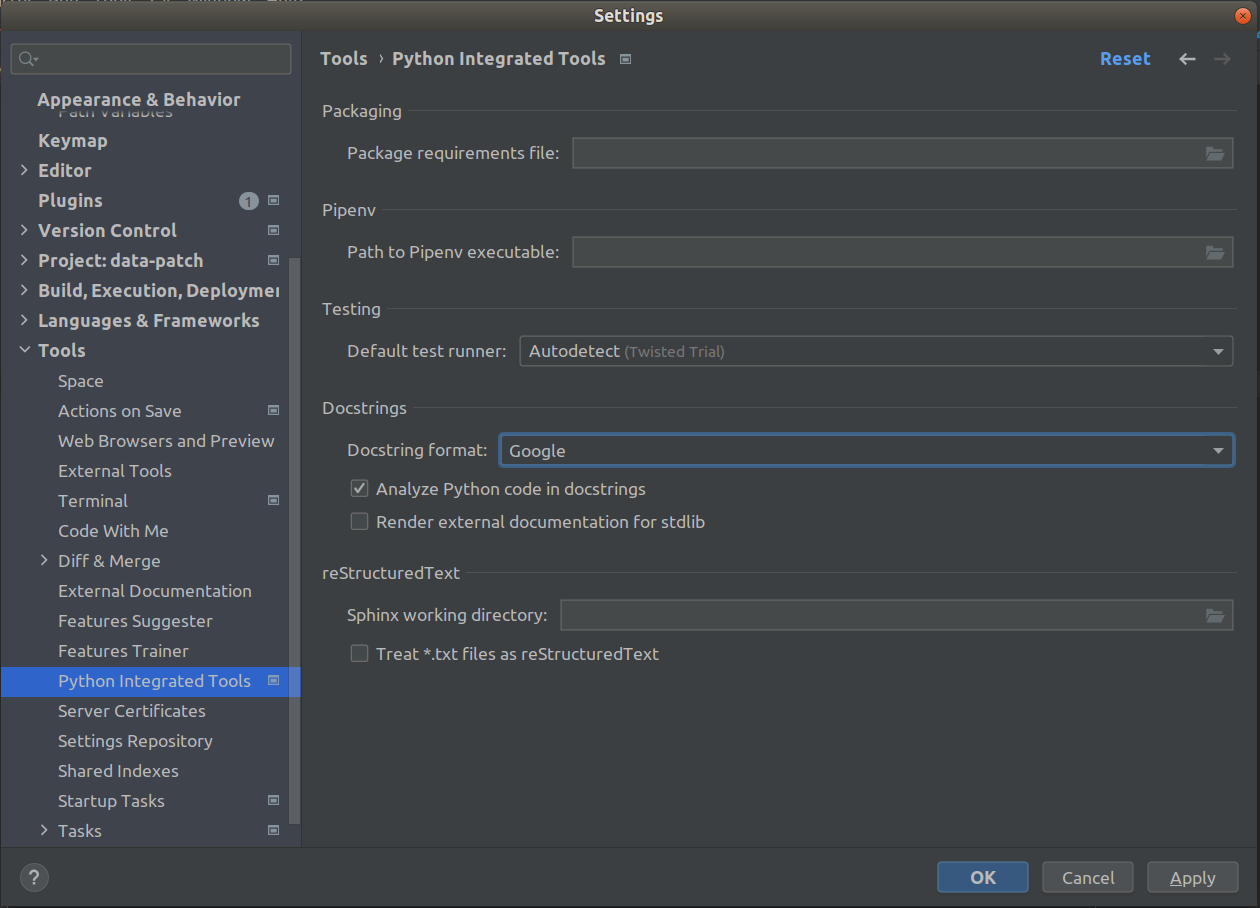 Settings
Appearance & Behavior
Path Variables
Keymap
Editor
Plugins 1
Version Control
Project: data-patch
Build, Execution, Deploymen
Languages & Frameworks
Tools
Space
Actions on Save
Web Browsers and Preview
External Tools
Terminal
Code With Me
Diff & Merge
External Documentation
Features Suggester
Features Trainer
Python Integrated Tools
Server Certificates
Settings Repository
Shared Indexes
Startup Tasks
Tasks
Tools › Python Integrated Tools
Reset
Packaging
Package requirements file:
Pipenv
Path to Pipenv executable:
Testing
Default test runner: Autodetect (Twisted Trial)
Docstrings
Docstring format: Google
Analyze Python code in docstrings
Render external documentation for stdlib
reStructuredText
Sphinx working directory:
Treat *.txt files as reStructuredText
?
OK Cancel Apply